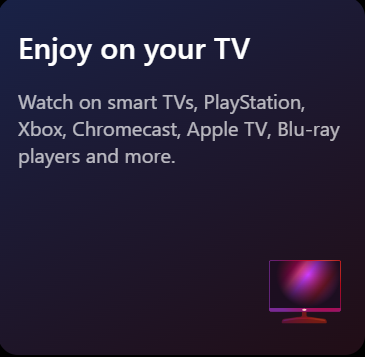 Enjoy on your TV
Watch on smart TVs, PlayStation,
Xbox, Chromecast, Apple TV, Blu-ray
players and more.